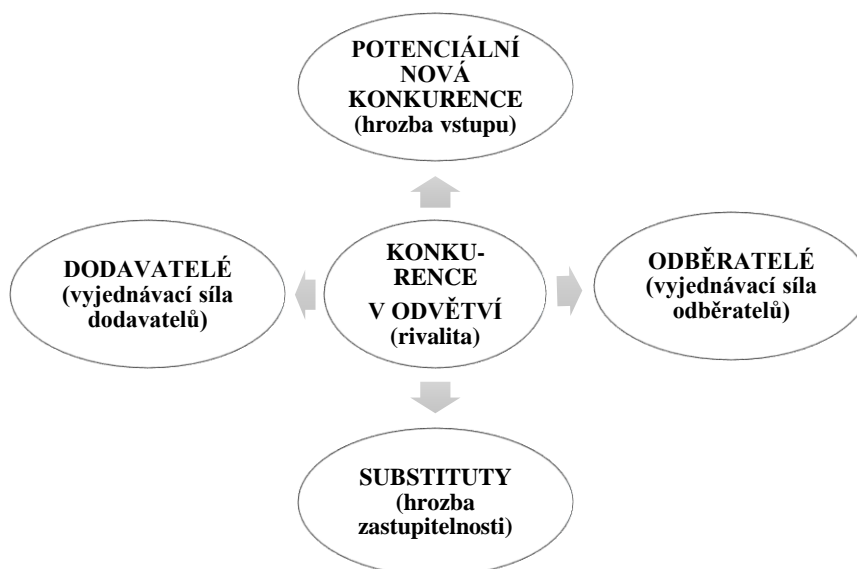 POTENCIÁLNÍ
NOVÁ
KONKURENCE
(hrozba vstupu)
DODAVATELÉ
(vyjednávací síla
dodavatelů)
KONKU-
RENCE
V ODVĚTVÍ
(rivalita)
ODBĚRATELÉ
(vyjednávací síla
odběratelů)
SUBSTITUTY
(hrozba
zastupitelnosti)